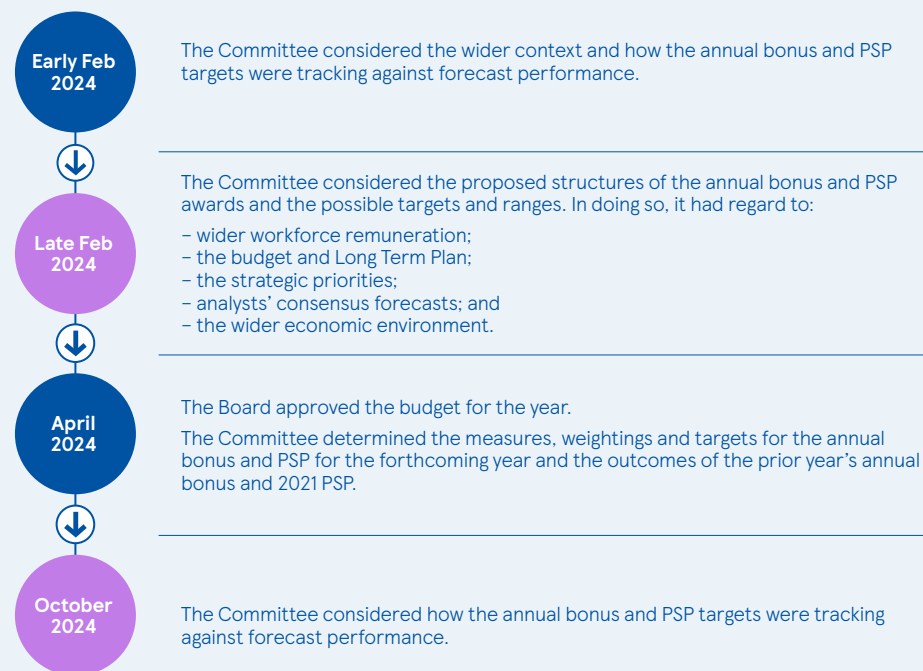 Early Feb
2024
The Committee considered the wider context and how the annual bonus and PSP
targets were tracking against forecast performance.
Late Feb
2024
The Committee considered the proposed structures of the annual bonus and PSP
awards and the possible targets and ranges. In doing so, it had regard to:
– wider workforce remuneration;
– the budget and Long Term Plan;
– the strategic priorities;
– analysts’ consensus forecasts; and
– the wider economic environment.
April
2024
The Board approved the budget for the year.
The Committee determined the measures, weightings and targets for the annual
bonus and PSP for the forthcoming year and the outcomes of the prior year’s annual
bonus and 2021 PSP.
October
2024
The Committee considered how the annual bonus and PSP targets were tracking
against forecast performance.